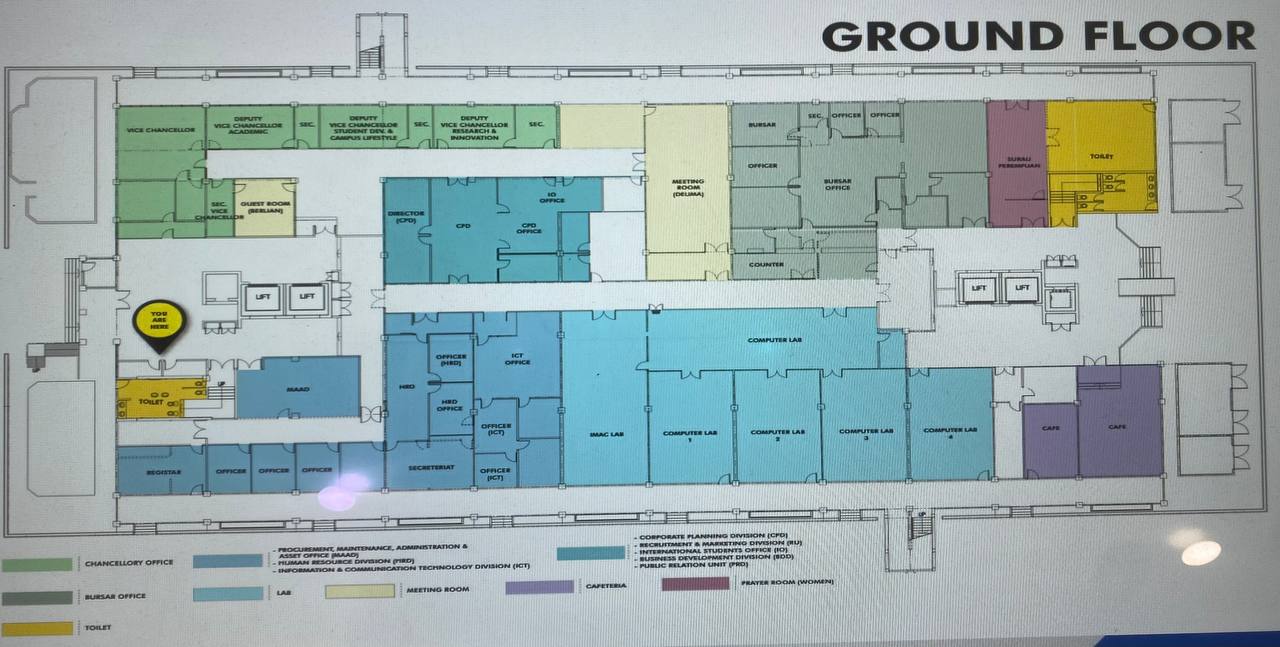 GROUND FLOOR
VICE CHANCELLOR
DEPUTY
VICE CHANCELLOR
ACADEMIC
SEC.
DEPUTY
VICE CHANCELLOR
STUDENT DEV. &
CAMPUS LIFESTYLE
SEC.
DEPUTY
VICE CHANCELLOR
RESEARCH &
INNOVATION
SEC.
BURSAR
SEC.
OFFICER
OFFICER
OFFICER
BURSAR
OFFICE
SURAU
PEREMPUAN
TOILET
MEETING
ROOM
(DELIMA)
SEC.
VICE
CHANCELLOR
GUEST ROOM
(BERLIAN)
DIRECTOR
(CPD)
CPD
IO
OFFICE
CPD
OFFICE
COUNTER
LIFT
LIFT
LIFT
LIFT
YOU
ARE
HERE
TOILET
UP
MAAD
HRD
OFFICER
(HRD)
HRD
OFFICE
ICT
OFFICE
OFFICER
(ICT)
OFFICER
(ICT)
COMPUTER LAB
IMAC LAB
COMPUTER LAB
1
COMPUTER LAB
2
COMPUTER LAB
3
COMPUTER LAB
4
CAFE
CAFE
REGISTAR
OFFICER
OFFICER
OFFICER
SECRETERIAT
UP
CHANCELLORY OFFICE
- PROCUREMENT, MAINTENANCE, ADMINISTRATION &
ASSET OFFICE (MAAD)
- HUMAN RESOURCE DIVISION (HRD)
- INFORMATION & COMMUNICATION TECHNOLOGY DIVISION (ICT)
- CORPORATE PLANNING DIVISION (CPD)
- RECRUITMENT & MARKETING DIVISION (RU)
- INTERNATIONAL STUDENTS OFFICE (IO)
- BUSINESS DEVELOPMENT DIVISION (BDD)
- PUBLIC RELATION UNIT (PRD)
BURSAR OFFICE
LAB
MEETING ROOM
CAFETERIA
PRAYER ROOM (WOMEN)
TOILET